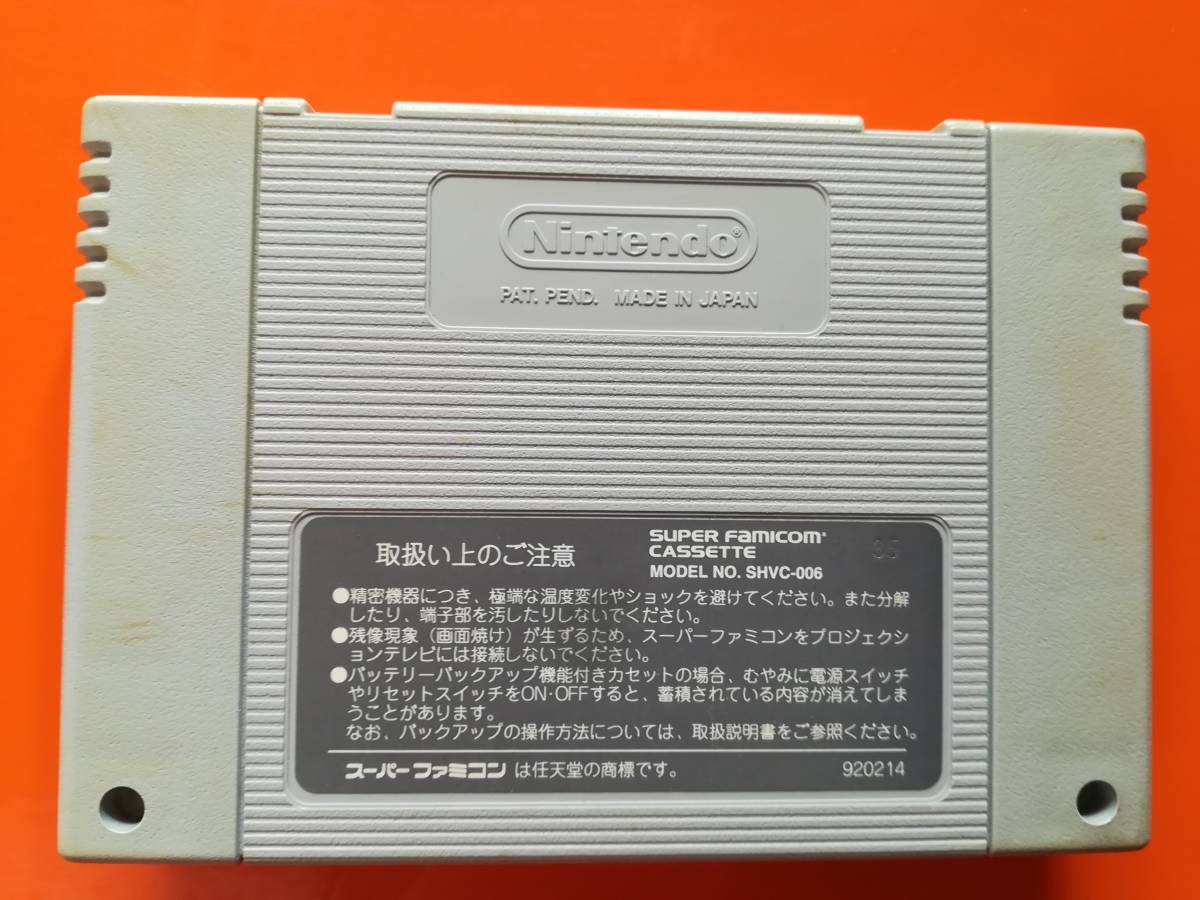 Nintendo®
PAT. PEND. MADE IN JAPAN
取扱い上のご注意
SUPER Famicom®
CASSETTE
MODEL NO. SHVC-006
35
●精密機器につき、極端な温度変化やショックを避けてください。また分解
したり、端子部を汚したりしないでください。
●残像現象（画面焼け）が生ずるため、スーパーファミコンをプロジェクシ
ョンテレビには接続しないでください。
●バッテリーバックアップ機能付きカセットの場合、むやみに電源スイッチ
やリセットスイッチをON·OFFすると、蓄積されている内容が消えてしま
うことがあります。
なお、バックアップの操作方法については、取扱説明書をご参照ください。
スーパーファミコンは任天堂の商標です。
920214